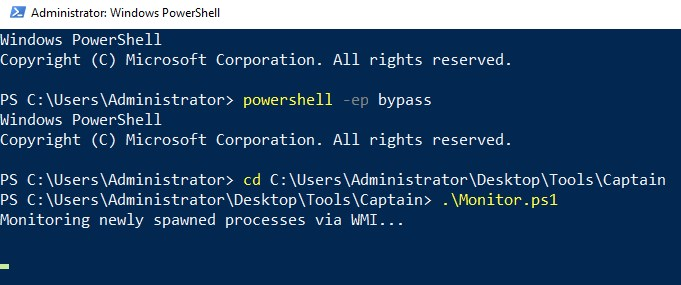 Administrator: Windows PowerShell
Windows PowerShell
Copyright (C) Microsoft Corporation. All rights reserved.
PS C:\Users\Administrator> powershell -ep bypass
Windows PowerShell
Copyright (C) Microsoft Corporation. All rights reserved.
PS C:\Users\Administrator> cd C:\Users\Administrator\Desktop\Tools\Captain
PS C:\Users\Administrator\Desktop\Tools\Captain> .\Monitor.ps1
Monitoring newly spawned processes via WMI...